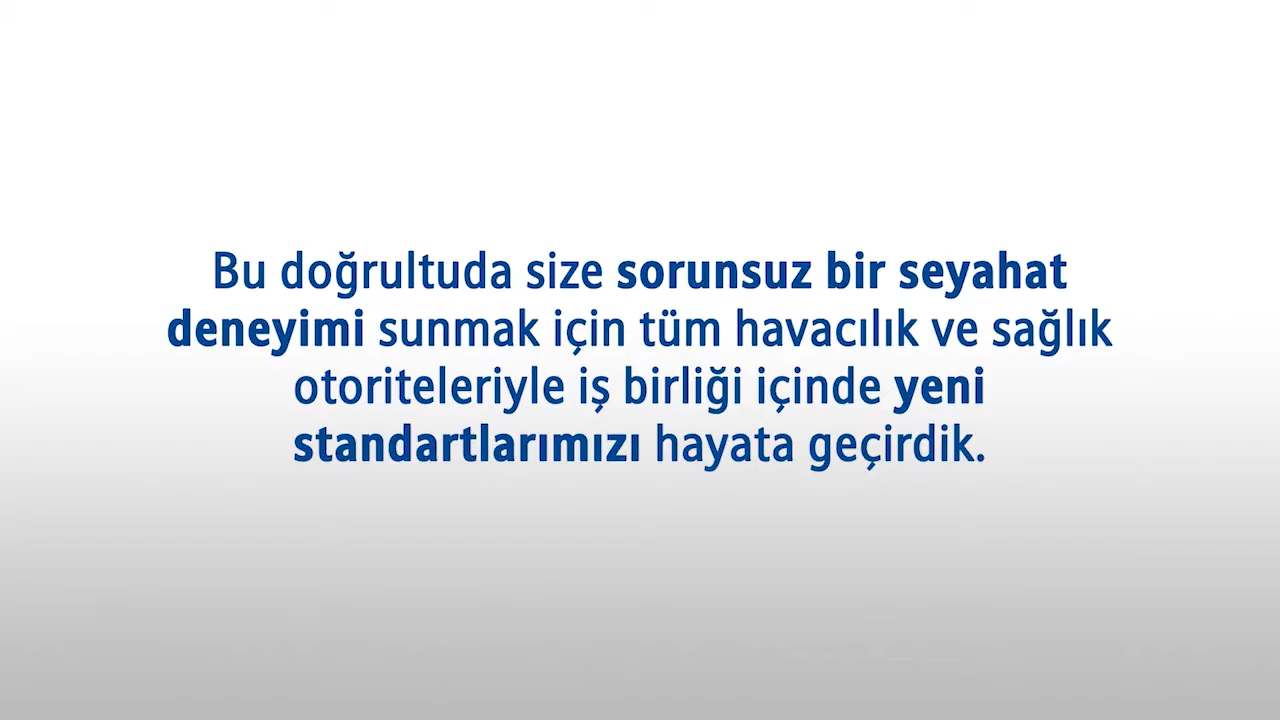 Bu doğrultuda size sorunsuz bir seyahat
deneyimi sunmak için tüm havacılık ve sağlık
otoriteleriyle iş birliği içinde yeni
standartlarımızı hayata geçirdik.